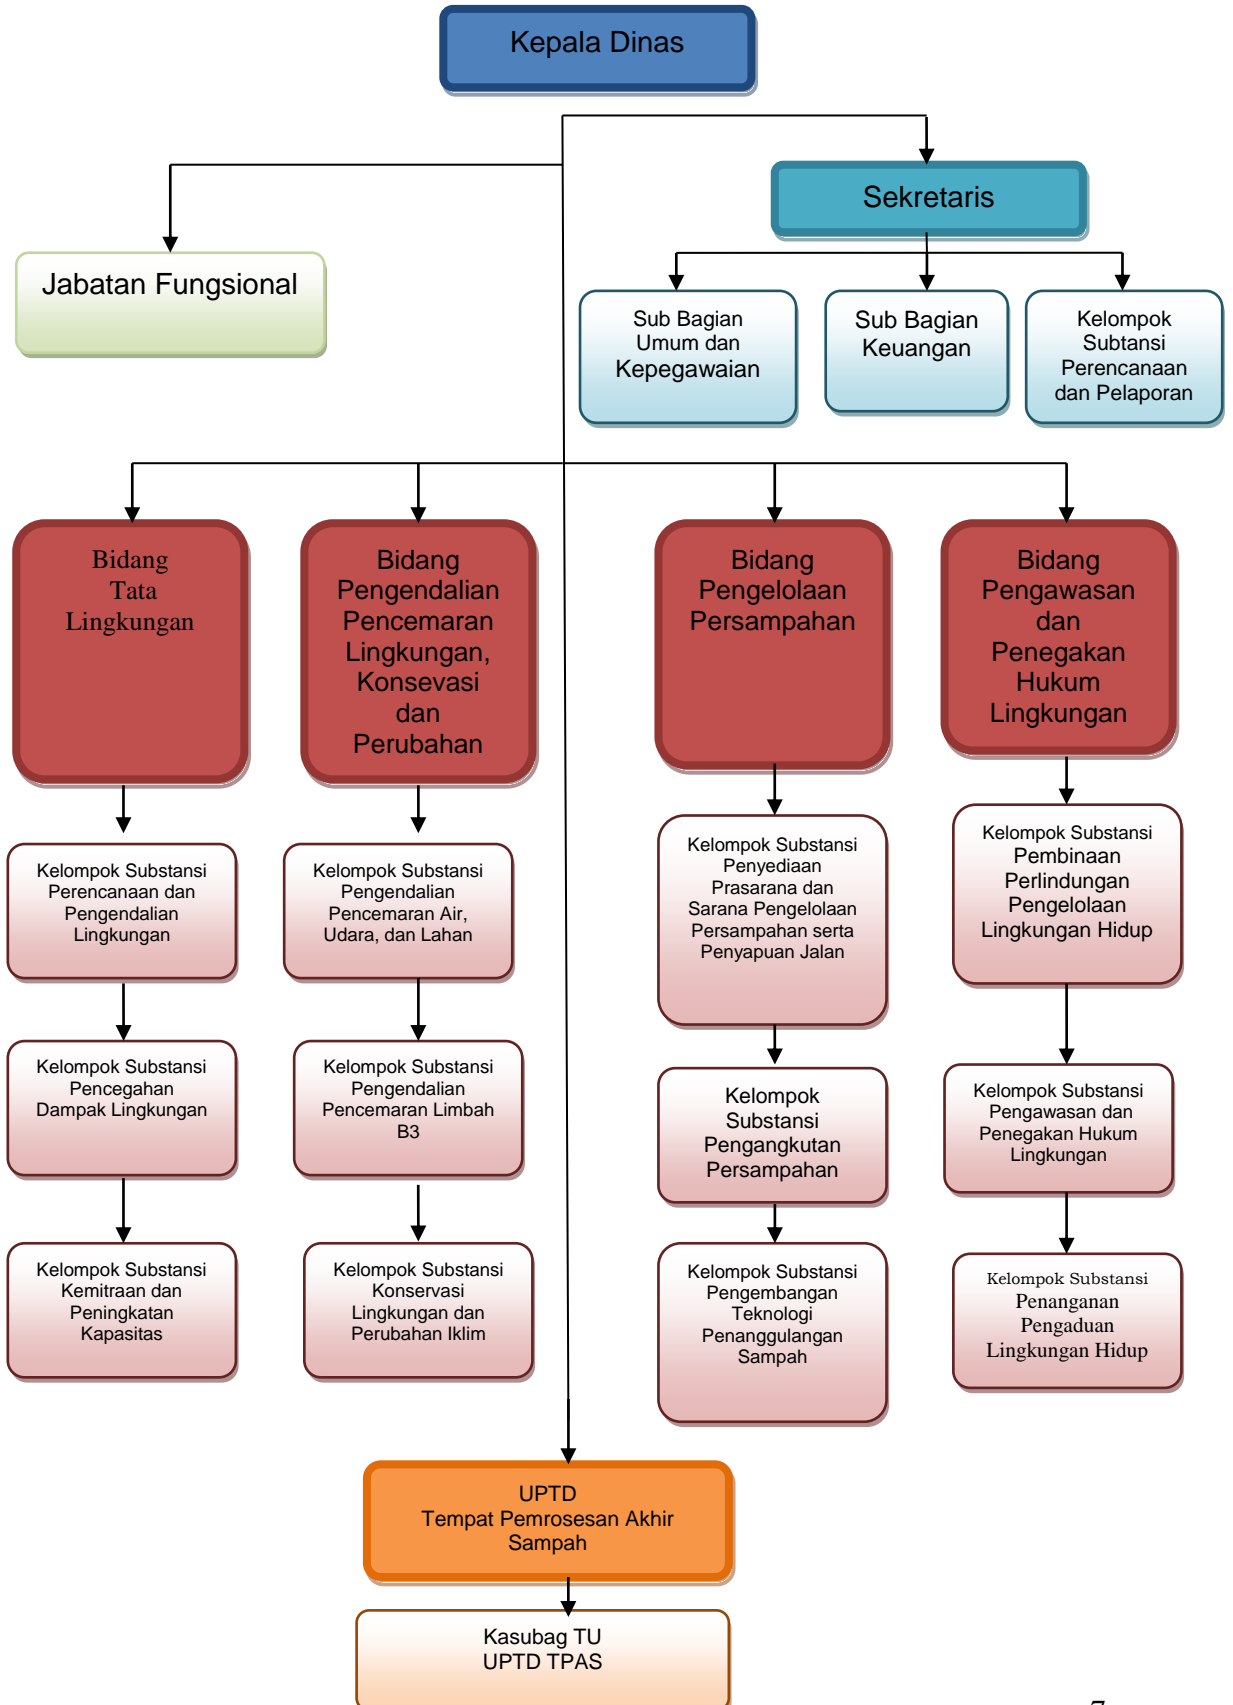 Kepala Dinas
Sekretaris
Jabatan Fungsional
Sub Bagian
Umum dan
Kepegawaian
Sub Bagian
Keuangan
Kelompok
Subtansi
Perencanaan
dan Pelaporan
Bidang
Tata
Lingkungan
Bidang
Pengendalian
Pencemaran
Lingkungan,
Konsevasi
dan
Perubahan
Bidang
Pengelolaan
Persampahan
Bidang
Pengawasan
dan
Penegakan
Hukum
Lingkungan
Kelompok Substansi
Perencanaan dan
Pengendalian
Lingkungan
Kelompok Substansi
Pengendalian
Pencemaran Air,
Udara, dan Lahan
Kelompok Substansi
Penyediaan
Prasarana dan
Sarana Pengelolaan
Persampahan serta
Penyapuan Jalan
Kelompok Substansi
Pembinaan
Perlindungan
Pengelolaan
Lingkungan Hidup
Kelompok Substansi
Pencegahan
Dampak Lingkungan
Kelompok Substansi
Pengendalian
Pencemaran Limbah
B3
Kelompok
Substansi
Pengangkutan
Persampahan
Kelompok Substansi
Pengawasan dan
Penegakan Hukum
Lingkungan
Kelompok Substansi
Kemitraan dan
Peningkatan
Kapasitas
Kelompok Substansi
Konservasi
Lingkungan dan
Perubahan Iklim
Kelompok Substansi
Pengembangan
Teknologi
Penanggulangan
Sampah
Kelompok Substansi
Penanganan
Pengaduan
Lingkungan Hidup
UPTD
Tempat Pemrosesan Akhir
Sampah
Kasubag TU
UPTD TPAS